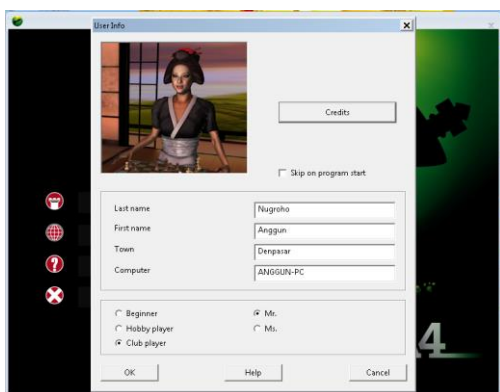 User Info
Credits
Skip on program start
Last name Nugroho
First name Anggun
Town Denpasar
Computer ANGGUN-PC
Beginner Mr.
Hobby player Ms.
Club player
4
OK Help Cancel